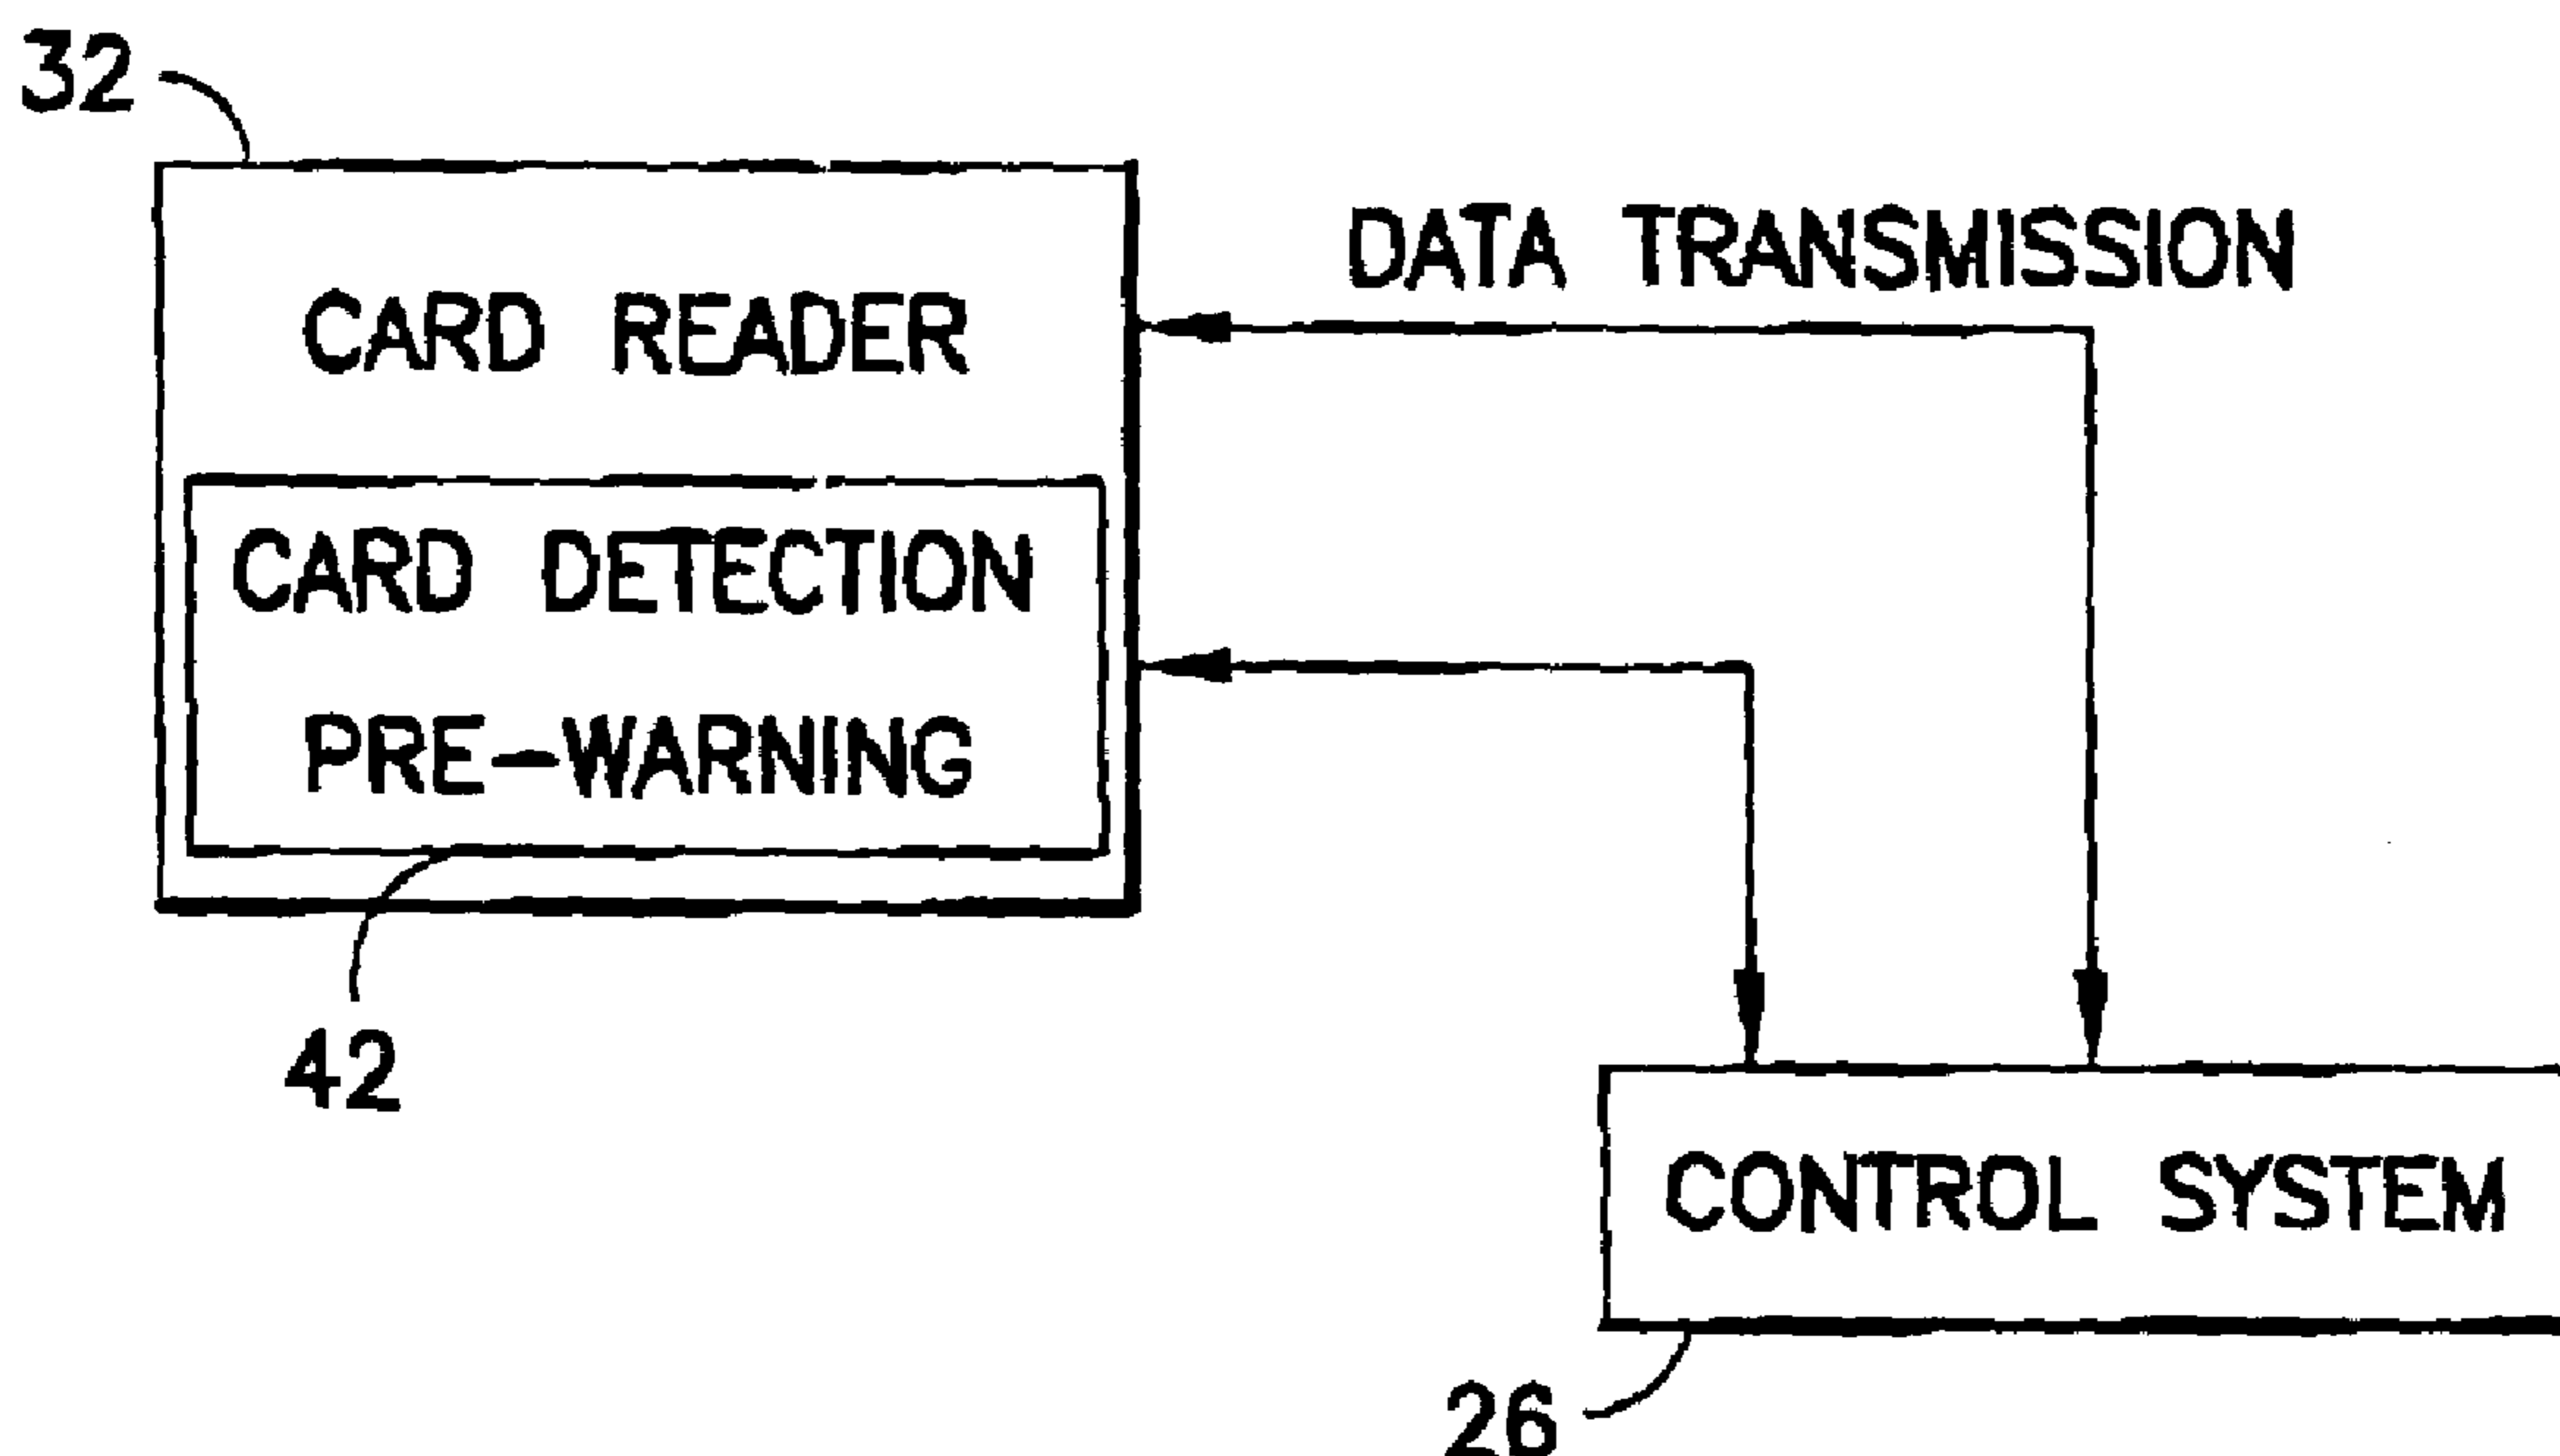 32
DATA TRANSMISSION
CARD READER
CARD DETECTION
PRE-WARNING
42
CONTROL SYSTEM
26